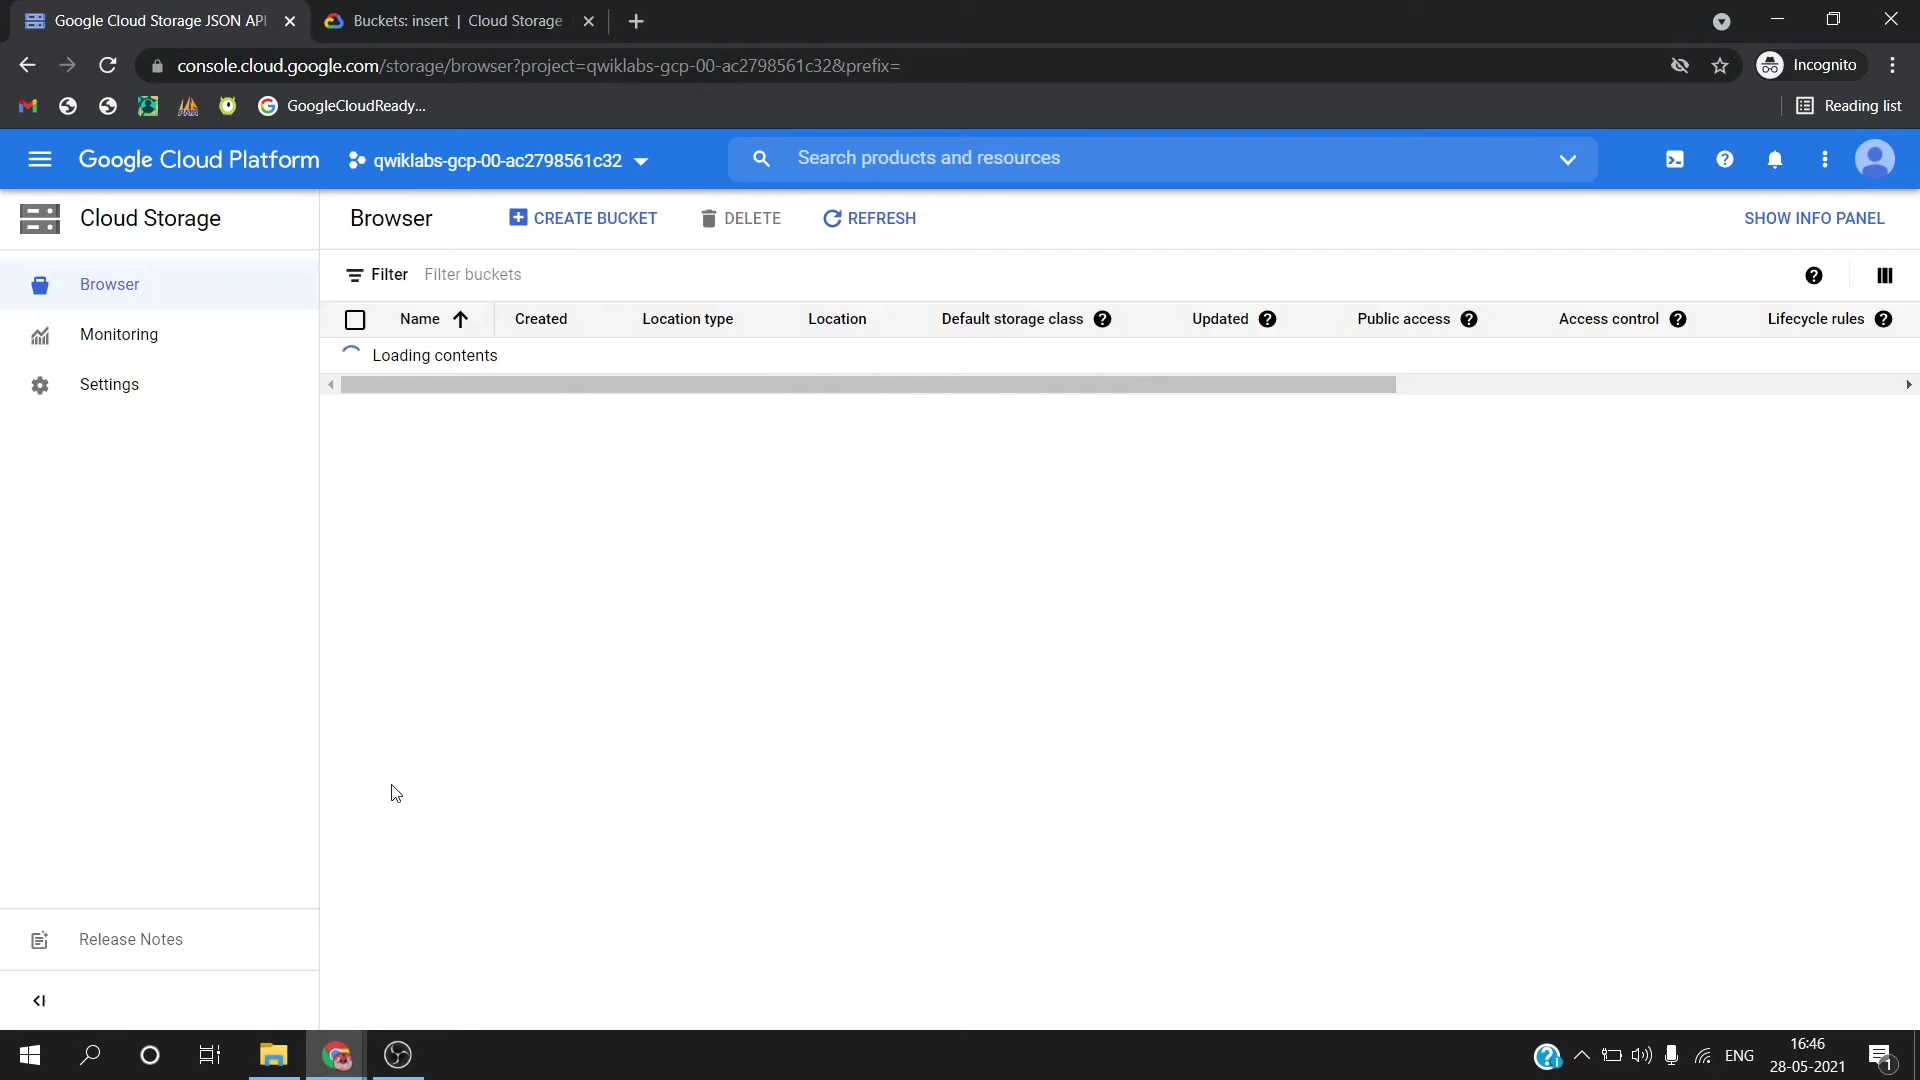 Google Cloud Storage JSON API
Buckets: insert | Cloud Storage
console.cloud.google.com/storage/browser?project=qwiklabs-gcp-00-ac2798561c32&prefix=
Incognito
GoogleCloudReady...
Reading list
Google Cloud Platform
qwiklabs-gcp-00-ac2798561c32
Search products and resources
Cloud Storage
Browser
CREATE BUCKET
DELETE
REFRESH
SHOW INFO PANEL
Browser
Monitoring
Settings
Filter Filter buckets
Name Created Location type Location Default storage class Updated Public access Access control Lifecycle rules
Loading contents
Release Notes
ENG
16:46
28-05-2021
1